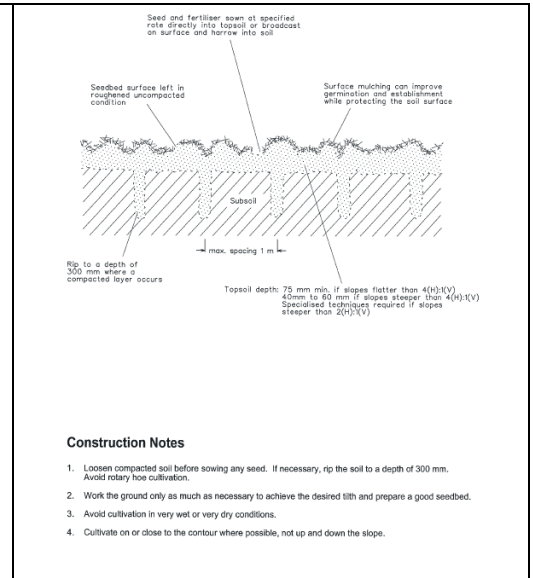 Seed and fertiliser sown at specified
rate directly into topsoil or broadcast
on surface and harrow into soil
Seedbed surface left in
roughened uncompacted
condition
Surface mulching can improve
germination and establishment
while protecting the soil surface
Subsoil
max. spacing 1 m
Rip to a depth of
300 mm where a
compacted layer occurs
Topsoil depth: 75 mm min. if slopes flatter than 4(H):1(V)
40mm to 60 mm if slopes steeper than 4(H):1(V)
Specialised techniques required if slopes
steeper than 2(H):1(V)
Construction Notes
1. Loosen compacted soil before sowing any seed. If necessary, rip the soil to a depth of 300 mm.
Avoid rotary hoe cultivation.
2. Work the ground only as much as necessary to achieve the desired tilth and prepare a good seedbed.
3. Avoid cultivation in very wet or very dry conditions.
4. Cultivate on or close to the contour where possible, not up and down the slope.